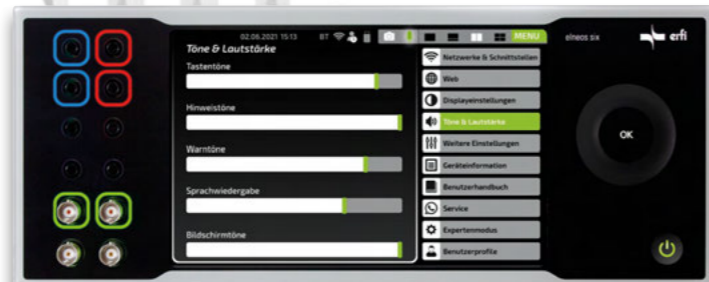 02.06.2021 15:13 BT MENU
elneos six erfi
Töne & Lautstärke
Tastentöne
Hinweistöne
Warntöne
Sprachwiedergabe
Bildschirmtöne
Netzwerke & Schnittstellen
Web
Displayeinstellungen
Töne & Lautstärke
Weitere Einstellungen
Geräteinformation
Benutzerhandbuch
Service
Expertenmodus
Benutzerprofile
OK